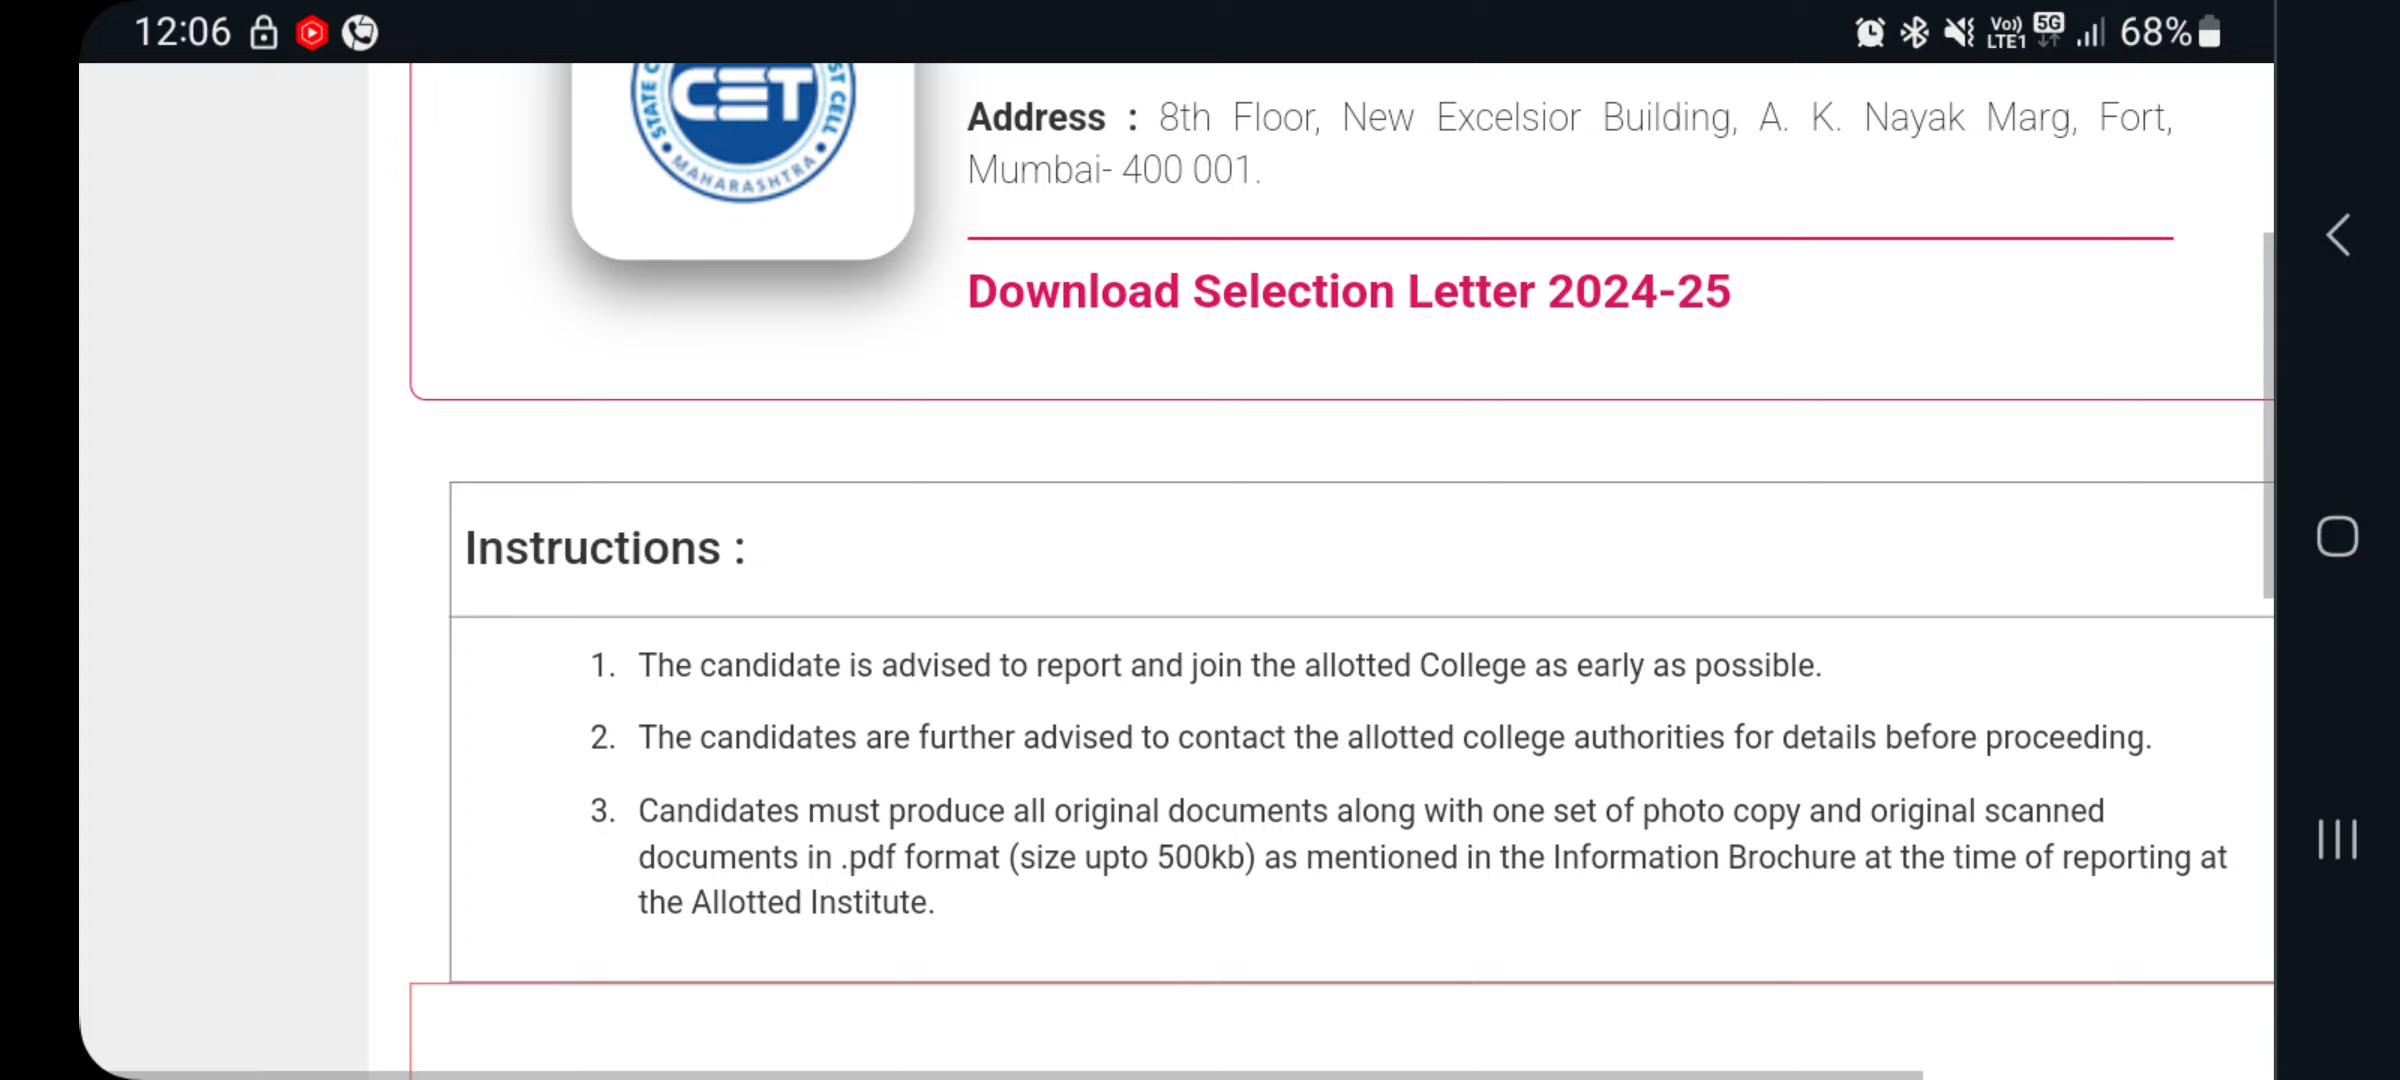 12:06
Vo))
LTE1
5G
68%
STATE C
CET
ST CELL
MAHARASHTRA
Address : 8th Floor, New Excelsior Building, A. K. Nayak Marg, Fort,
Mumbai- 400 001.
Download Selection Letter 2024-25
Instructions :
1. The candidate is advised to report and join the allotted College as early as possible.
2. The candidates are further advised to contact the allotted college authorities for details before proceeding.
3. Candidates must produce all original documents along with one set of photo copy and original scanned
documents in .pdf format (size upto 500kb) as mentioned in the Information Brochure at the time of reporting at
the Allotted Institute.